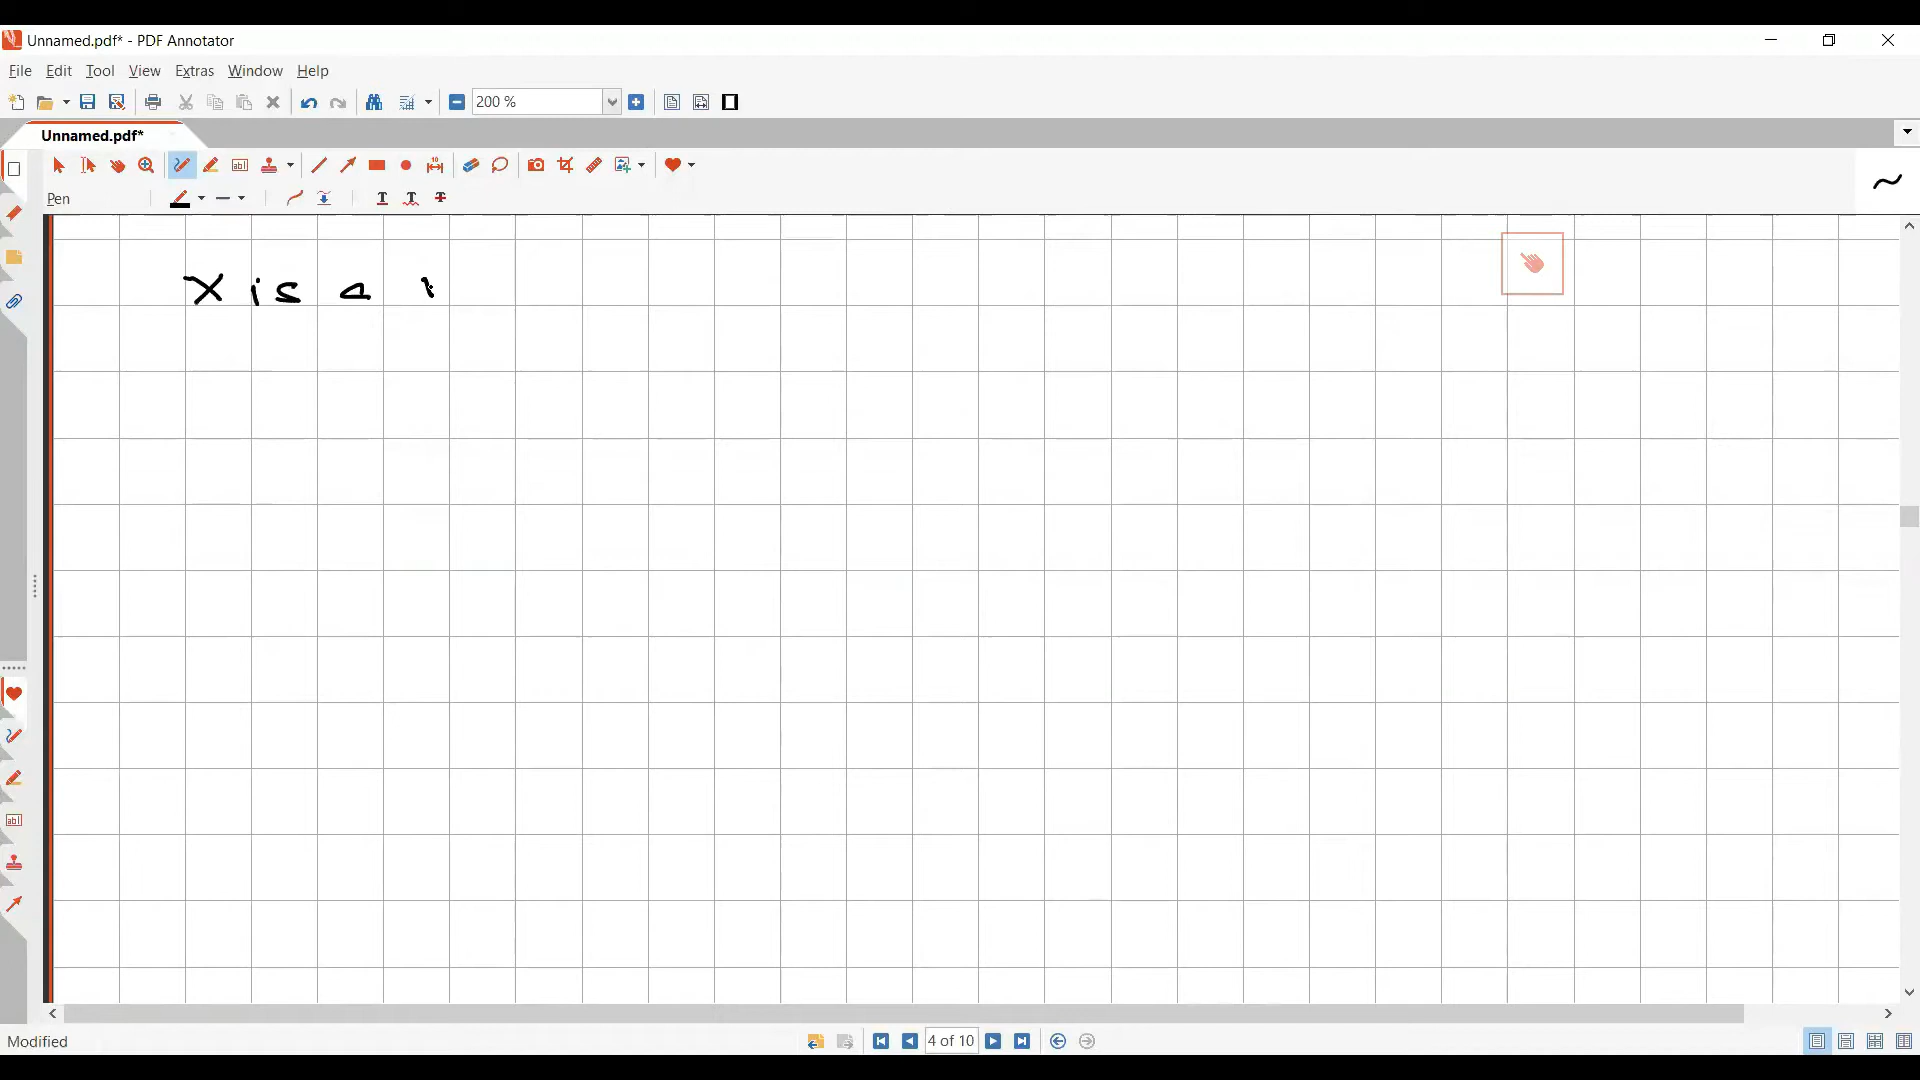 Unnamed.pdf* - PDF Annotator
File Edit Tool View Extras Window Help
200 %
Unnamed.pdf*
Pen
X is a
Modified
4 of 10